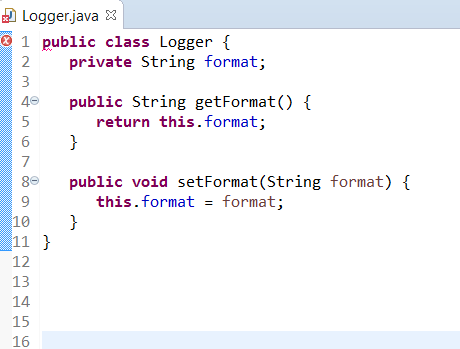 Logger.java
1 public class Logger {
2 private String format;
3
4 public String getFormat() {
5 return this.format;
6 }
7
8 public void setFormat(String format) {
9 this.format = format;
10 }
11 }
12
13
14
15
16